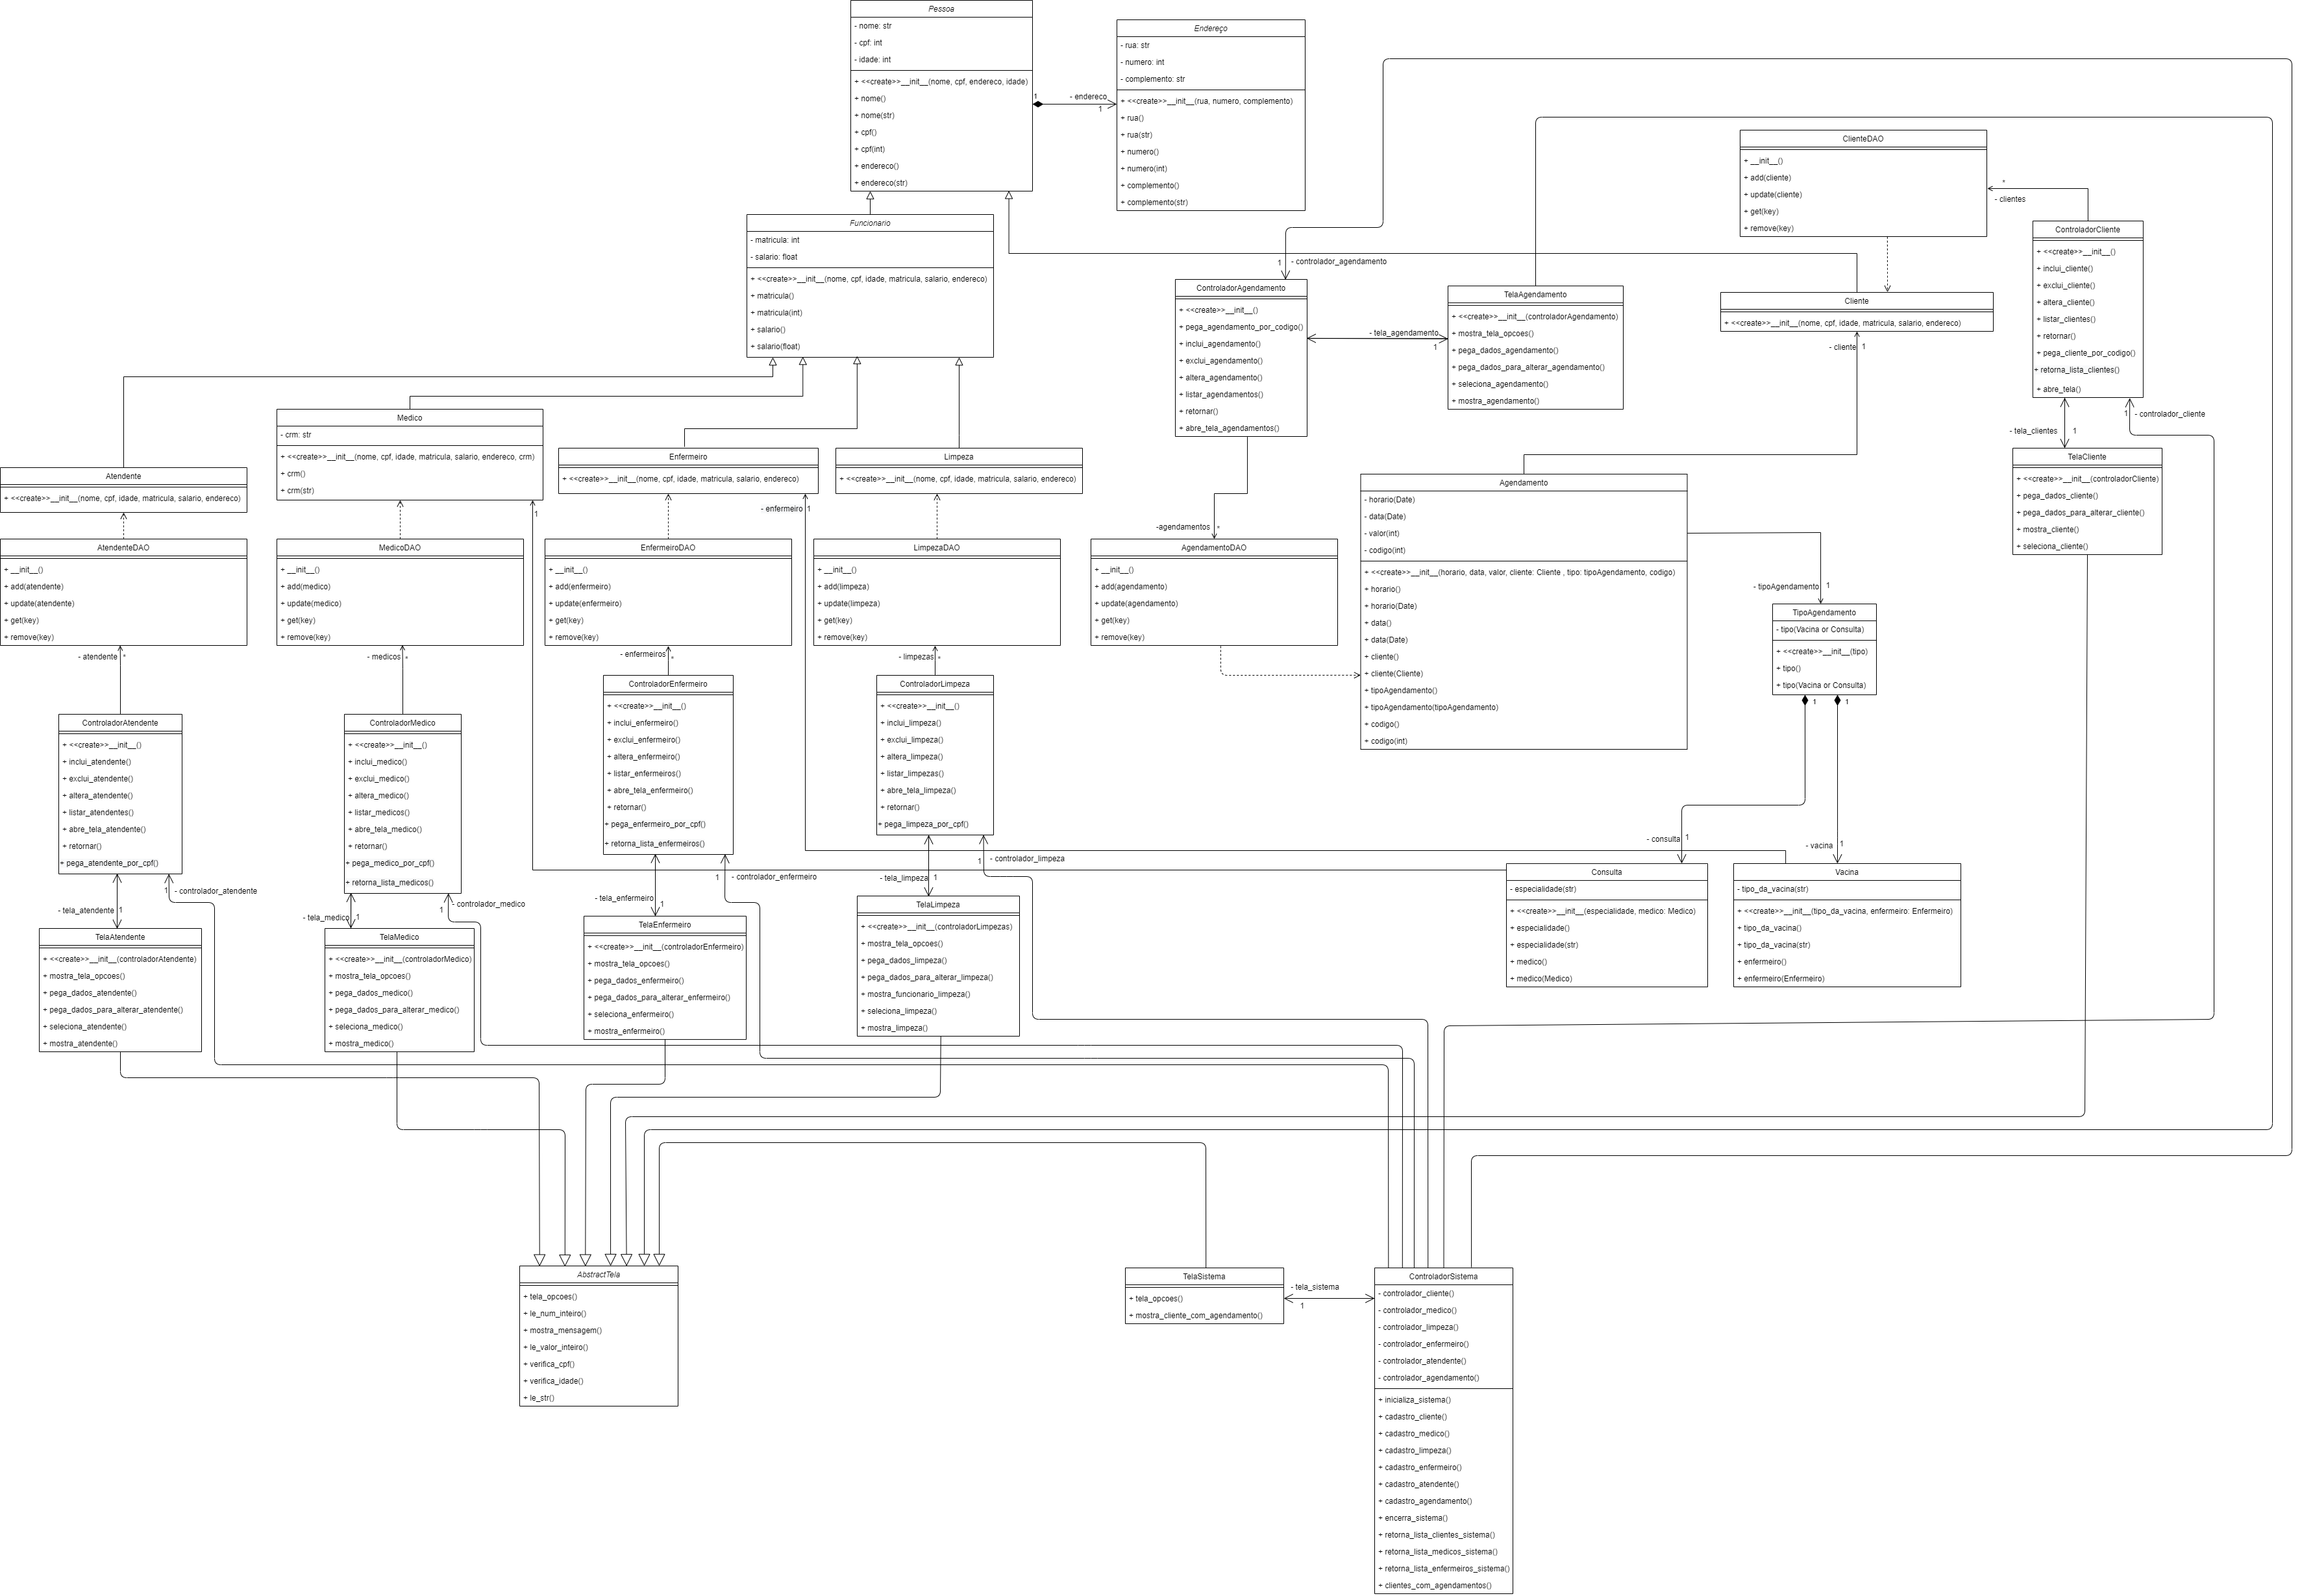 Pessoa
- nome: str
- cpf: int
- idade: int
+ <<create>>__init__(nome, cpf, endereco, idade)
+ nome()
+ nome(str)
+ cpf()
+ cpf(int)
+ endereco()
+ endereco(str)
1
- endereco
1
Endereço
- rua: str
- numero: int
- complemento: str
+ <<create>>__init__(rua, numero, complemento)
+ rua()
+ rua(str)
+ numero()
+ numero(int)
+ complemento()
+ complemento(str)
Funcionario
- matricula: int
- salario: float
+ <<create>>__init__(nome, cpf, idade, matricula, salario, endereco)
+ matricula()
+ matricula(int)
+ salario()
+ salario(float)
ClienteDAO
+ __init__()
+ add(cliente)
+ update(cliente)
+ get(key)
+ remove(key)
*
- clientes
ControladorCliente
+ <<create>>__init__()
+ inclui_cliente()
+ exclui_cliente()
+ altera_cliente()
+ listar_clientes()
+ retornar()
+ pega_cliente_por_codigo()
+ retorna_lista_clientes()
+ abre_tela()
1
- controlador_agendamento
ControladorAgendamento
+ <<create>>__init__()
+ pega_agendamento_por_codigo()
+ inclui_agendamento()
+ exclui_agendamento()
+ altera_agendamento()
+ listar_agendamentos()
+ retornar()
+ abre_tela_agendamentos()
- tela_agendamento
1
TelaAgendamento
+ <<create>>__init__(controladorAgendamento)
+ mostra_tela_opcoes()
+ pega_dados_agendamento()
+ pega_dados_para_alterar_agendamento()
+ seleciona_agendamento()
+ mostra_agendamento()
Cliente
+ <<create>>__init__(nome, cpf, idade, matricula, salario, endereco)
- cliente
1
1
- controlador_cliente
- tela_clientes
1
TelaCliente
+ <<create>>__init__(controladorCliente)
+ pega_dados_cliente()
+ pega_dados_para_alterar_cliente()
+ mostra_cliente()
+ seleciona_cliente()
Medico
- crm: str
+ <<create>>__init__(nome, cpf, idade, matricula, salario, endereco, crm)
+ crm()
+ crm(str)
1
Atendente
+ <<create>>__init__(nome, cpf, idade, matricula, salario, endereco)
Enfermeiro
+ <<create>>__init__(nome, cpf, idade, matricula, salario, endereco)
- enfermeiro
1
Limpeza
+ <<create>>__init__(nome, cpf, idade, matricula, salario, endereco)
Agendamento
- horario(Date)
- data(Date)
- valor(int)
- codigo(int)
+ <<create>>__init__(horario, data, valor, cliente: Cliente , tipo: tipoAgendamento, codigo)
+ horario()
+ horario(Date)
+ data()
+ data(Date)
+ cliente()
+ cliente(Cliente)
+ tipoAgendamento()
+ tipoAgendamento(tipoAgendamento)
+ codigo()
+ codigo(int)
-agendamentos
*
AtendenteDAO
+ __init__()
+ add(atendente)
+ update(atendente)
+ get(key)
+ remove(key)
MedicoDAO
+ __init__()
+ add(medico)
+ update(medico)
+ get(key)
+ remove(key)
EnfermeiroDAO
+ __init__()
+ add(enfermeiro)
+ update(enfermeiro)
+ get(key)
+ remove(key)
LimpezaDAO
+ __init__()
+ add(limpeza)
+ update(limpeza)
+ get(key)
+ remove(key)
AgendamentoDAO
+ __init__()
+ add(agendamento)
+ update(agendamento)
+ get(key)
+ remove(key)
- tipoAgendamento
1
TipoAgendamento
- tipo(Vacina or Consulta)
+ <<create>>__init__(tipo)
+ tipo()
+ tipo(Vacina or Consulta)
1
1
- atendente
*
- medicos
*
- enfermeiros
*
- limpezas
*
ControladorAtendente
+ <<create>>__init__()
+ inclui_atendente()
+ exclui_atendente()
+ altera_atendente()
+ listar_atendentes()
+ abre_tela_atendente()
+ retornar()
+ pega_atendente_por_cpf()
ControladorMedico
+ <<create>>__init__()
+ inclui_medico()
+ exclui_medico()
+ altera_medico()
+ listar_medicos()
+ abre_tela_medico()
+ retornar()
+ pega_medico_por_cpf()
+ retorna_lista_medicos()
ControladorEnfermeiro
+ <<create>>__init__()
+ inclui_enfermeiro()
+ exclui_enfermeiro()
+ altera_enfermeiro()
+ listar_enfermeiros()
+ abre_tela_enfermeiro()
+ retornar()
+ pega_enfermeiro_por_cpf()
+ retorna_lista_enfermeiros()
ControladorLimpeza
+ <<create>>__init__()
+ inclui_limpeza()
+ exclui_limpeza()
+ altera_limpeza()
+ listar_limpezas()
+ abre_tela_limpeza()
+ retornar()
+ pega_limpeza_por_cpf()
- consulta
1
- vacina
1
Consulta
- especialidade(str)
+ <<create>>__init__(especialidade, medico: Medico)
+ especialidade()
+ especialidade(str)
+ medico()
+ medico(Medico)
Vacina
- tipo_da_vacina(str)
+ <<create>>__init__(tipo_da_vacina, enfermeiro: Enfermeiro)
+ tipo_da_vacina()
+ tipo_da_vacina(str)
+ enfermeiro()
+ enfermeiro(Enfermeiro)
1
- controlador_atendente
- tela_atendente
1
1
- controlador_medico
- tela_medico
1
1
- controlador_enfermeiro
- tela_enfermeiro
1
1
- controlador_limpeza
- tela_limpeza
1
TelaAtendente
+ <<create>>__init__(controladorAtendente)
+ mostra_tela_opcoes()
+ pega_dados_atendente()
+ pega_dados_para_alterar_atendente()
+ seleciona_atendente()
+ mostra_atendente()
TelaMedico
+ <<create>>__init__(controladorMedico)
+ mostra_tela_opcoes()
+ pega_dados_medico()
+ pega_dados_para_alterar_medico()
+ seleciona_medico()
+ mostra_medico()
TelaEnfermeiro
+ <<create>>__init__(controladorEnfermeiro)
+ mostra_tela_opcoes()
+ pega_dados_enfermeiro()
+ pega_dados_para_alterar_enfermeiro()
+ seleciona_enfermeiro()
+ mostra_enfermeiro()
TelaLimpeza
+ <<create>>__init__(controladorLimpezas)
+ mostra_tela_opcoes()
+ pega_dados_limpeza()
+ pega_dados_para_alterar_limpeza()
+ mostra_funcionario_limpeza()
+ seleciona_limpeza()
+ mostra_limpeza()
AbstractTela
+ tela_opcoes()
+ le_num_inteiro()
+ mostra_mensagem()
+ le_valor_inteiro()
+ verifica_cpf()
+ verifica_idade()
+ le_str()
TelaSistema
+ tela_opcoes()
+ mostra_cliente_com_agendamento()
- tela_sistema
1
ControladorSistema
- controlador_cliente()
- controlador_medico()
- controlador_limpeza()
- controlador_enfermeiro()
- controlador_atendente()
- controlador_agendamento()
+ inicializa_sistema()
+ cadastro_cliente()
+ cadastro_medico()
+ cadastro_limpeza()
+ cadastro_enfermeiro()
+ cadastro_atendente()
+ cadastro_agendamento()
+ encerra_sistema()
+ retorna_lista_clientes_sistema()
+ retorna_lista_medicos_sistema()
+ retorna_lista_enfermeiros_sistema()
+ clientes_com_agendamentos()